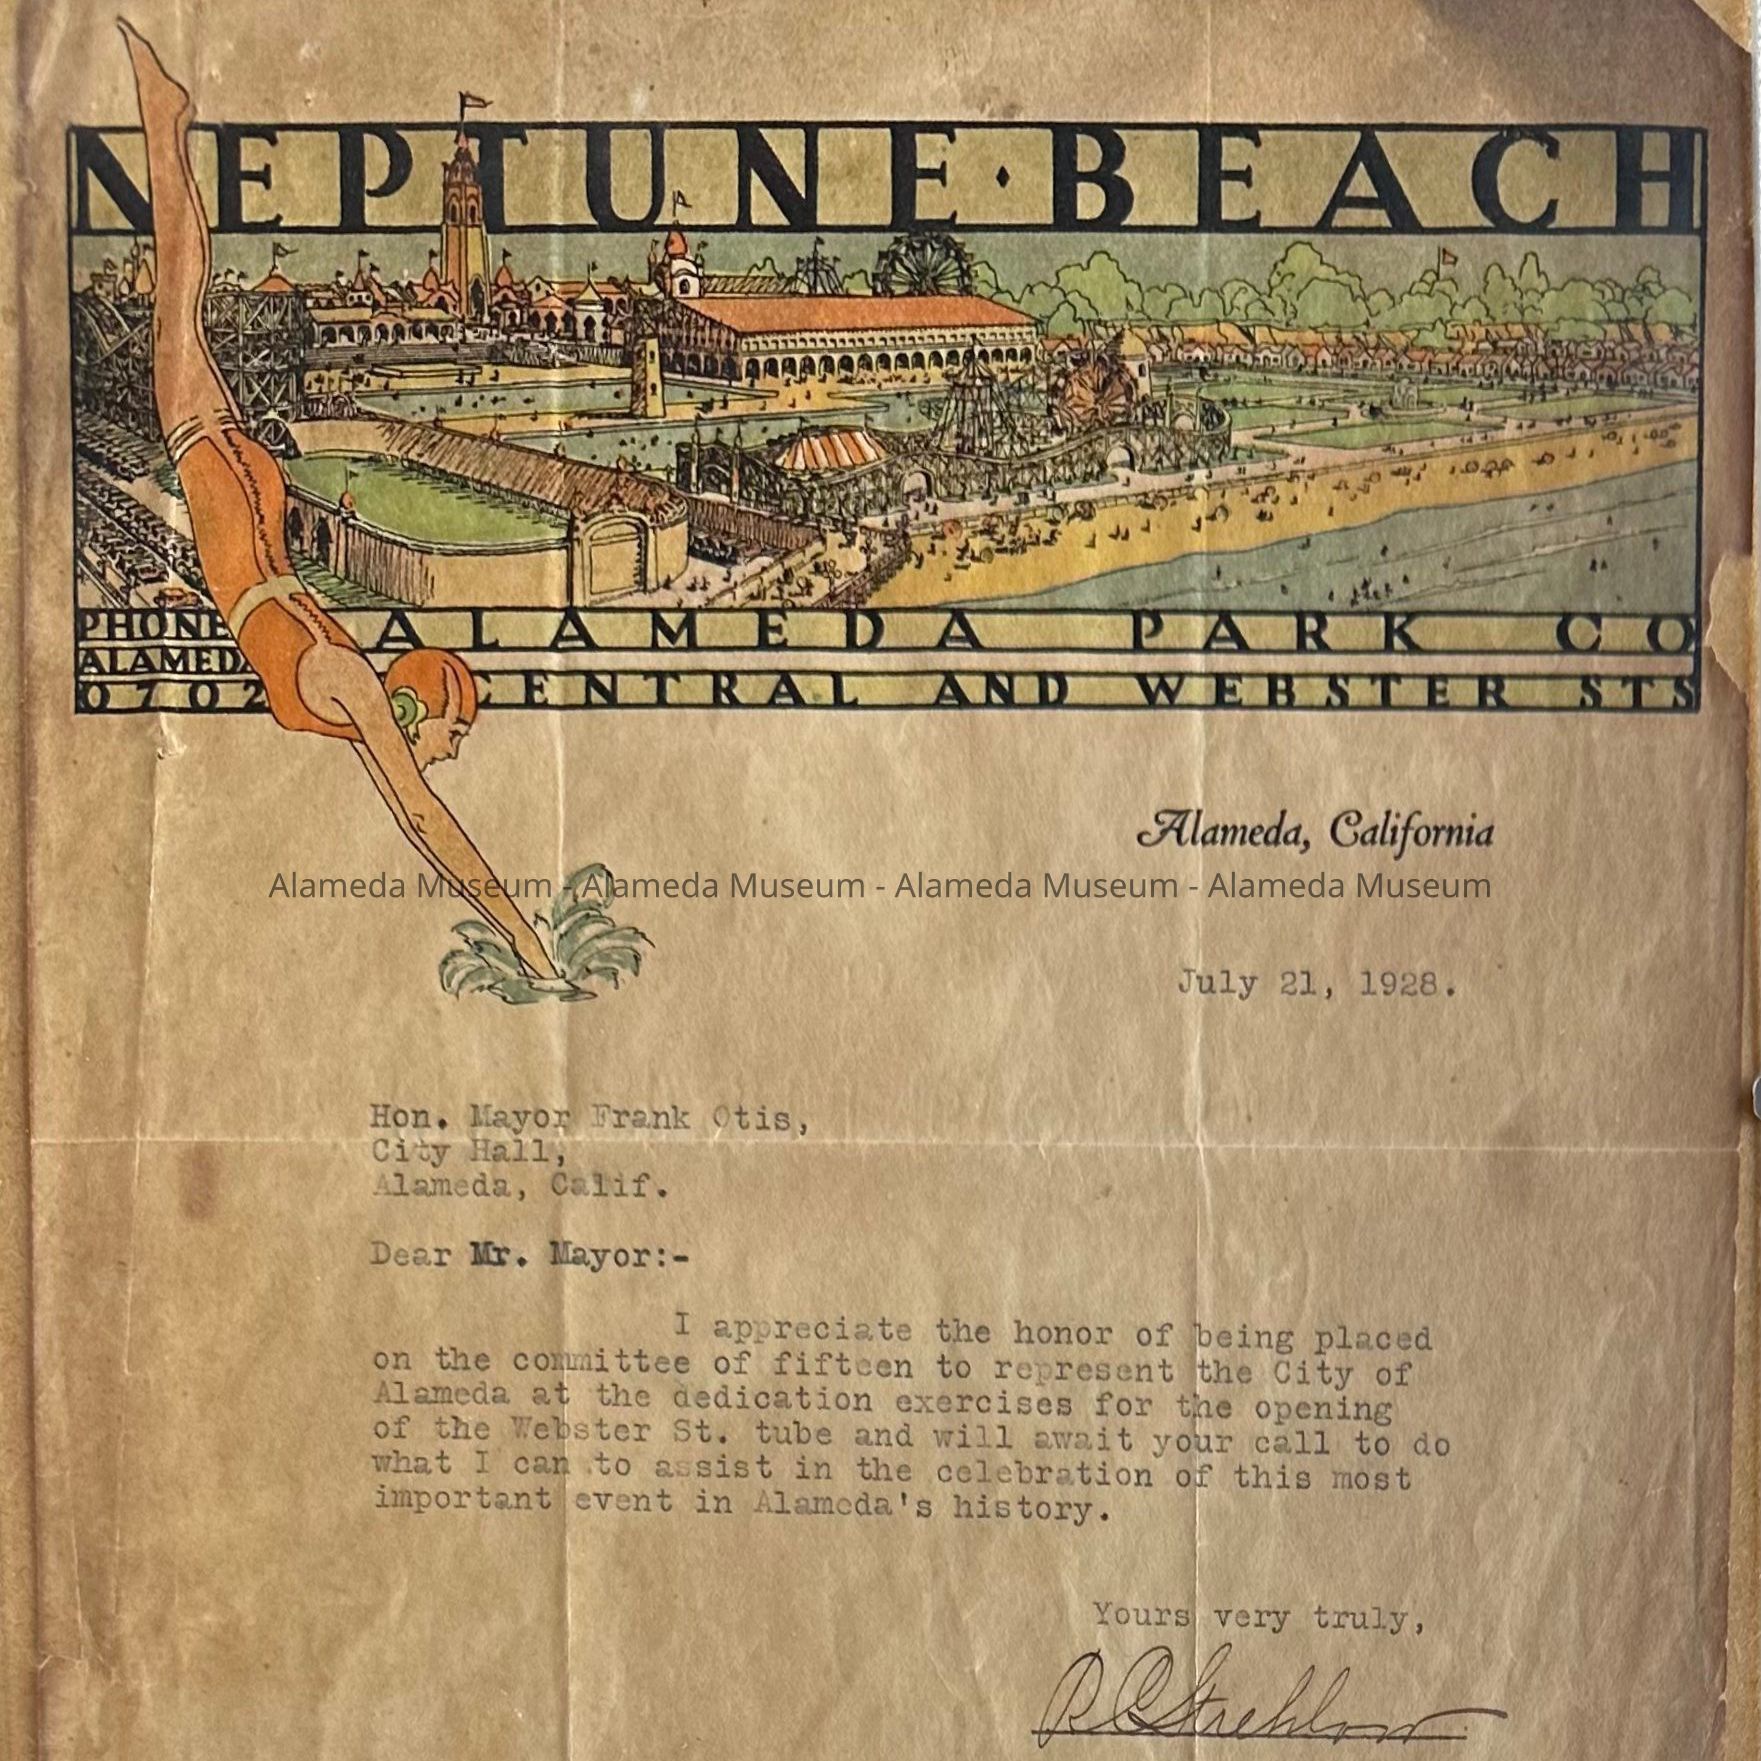 NEPTUNE·BEACH
PHONE ALAMEDA PARK CO
ALAMEDA
0702 CENTRAL AND WEBSTER STS
Alameda, California
Alameda Museum - Alameda Museum - Alameda Museum - Alameda Museum
July 21, 1928.
Hon. Mayor Frank Otis,
City Hall,
Alameda, Calif.
Dear Mr. Mayor:-
I appreciate the honor of being placed
on the committee of fifteen to represent the City of
Alameda at the dedication exercises for the opening
of the Webster St. tube and will await your call to do
what I can to assist in the celebration of this most
important event in Alameda's history.
Yours very truly,
R C Strehlow